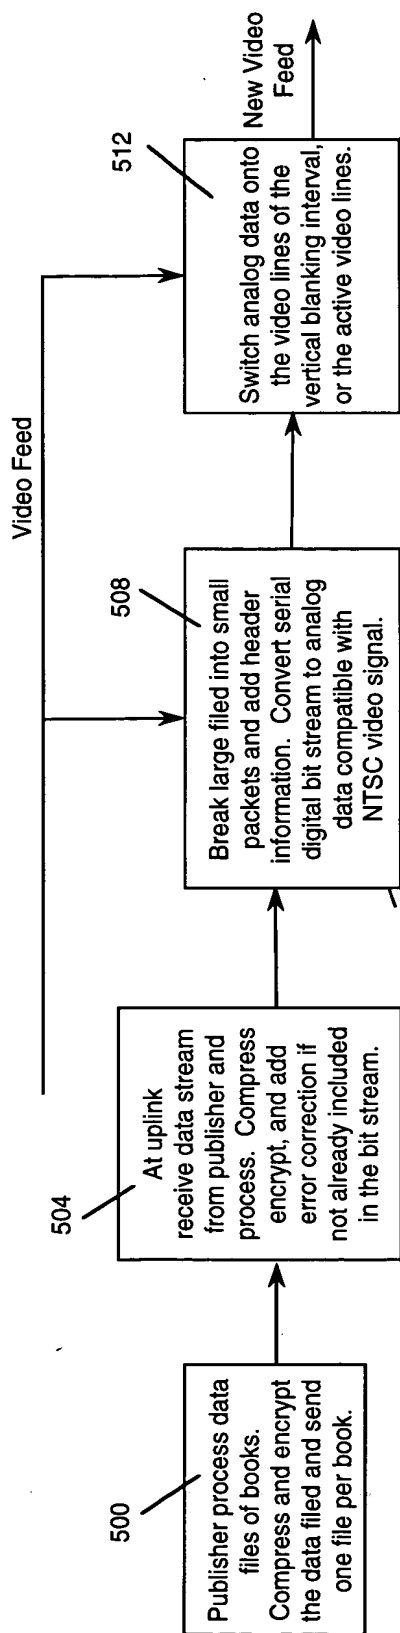 Video Feed
500
Publisher process data
files of books.
Compress and encrypt
the data filed and send
one file per book.
504
At uplink
receive data stream
from publisher and
process. Compress
encrypt, and add
error correction if
not already included
in the bit stream.
508
Break large filed into small
packets and add header
information. Convert serial
digital bit stream to analog
data compatible with
NTSC video signal.
512
Switch analog data onto
the video lines of the
vertical blanking interval,
or the active video lines.
New Video
Feed